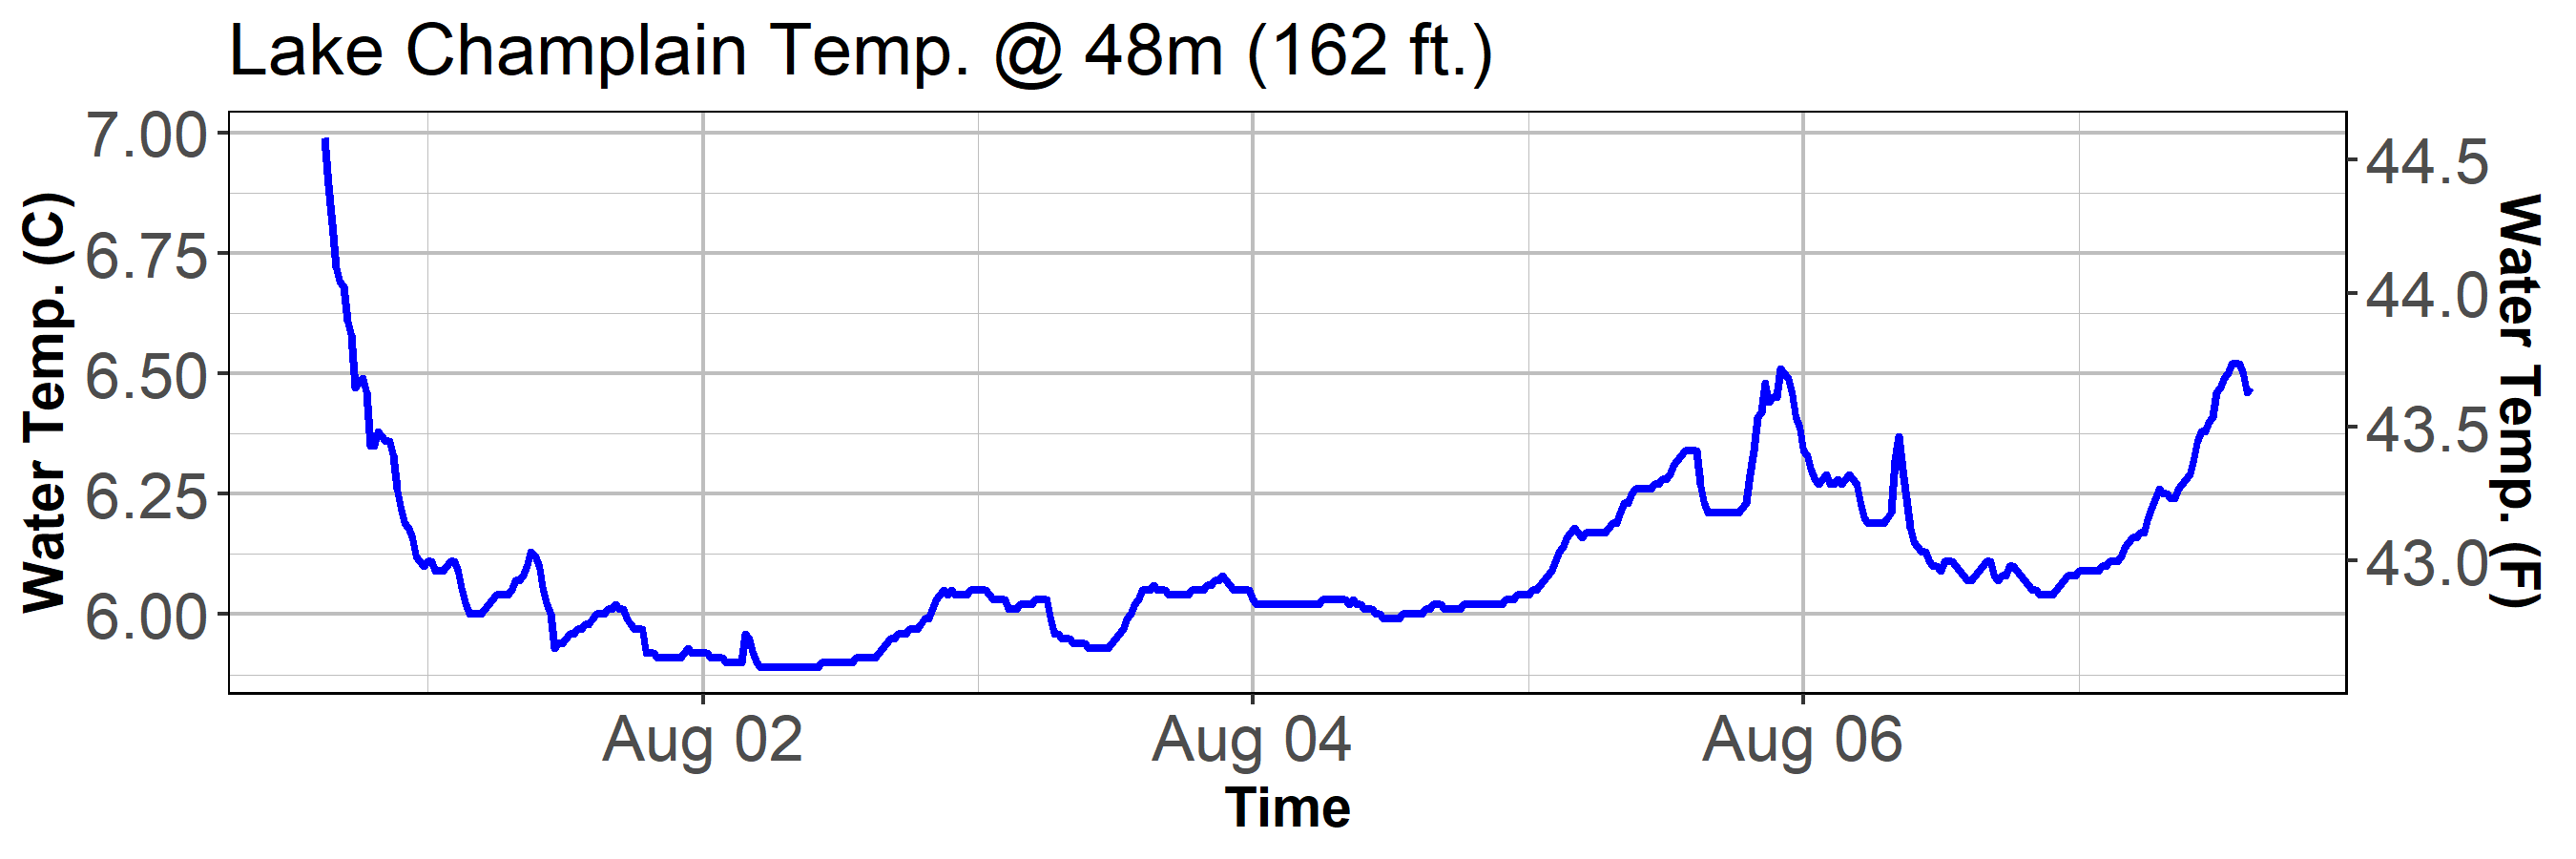 Lake Champlain Temp. @ 48m (162 ft.)
Water Temp. (C)
7.00
6.75
6.50
6.25
6.00
44.5
44.0
43.5
43.0
Water Temp. (F)
Aug 02
Aug 04
Aug 06
Time